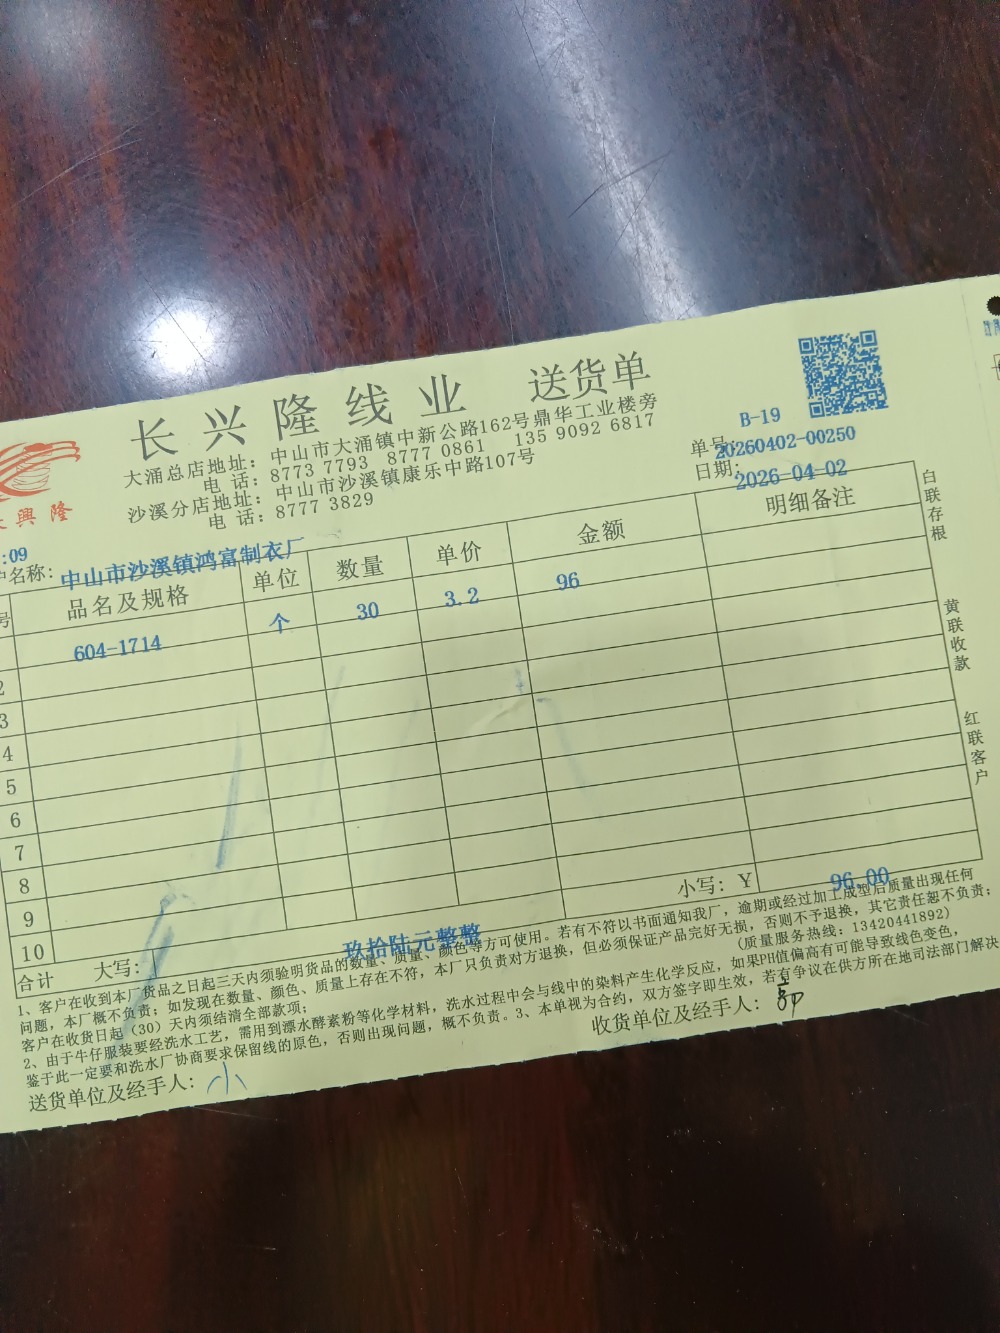 长兴隆线业 送货单
大涌总店地址：中山市大涌镇中新公路162号鼎华工业楼旁
电 话：8773 7793 8777 0861 135 9092 6817
沙溪分店地址：中山市沙溪镇康乐中路107号
电 话：8777 3829
B-19
单号：20260402-00250
日期：2026-04-02
興隆
:09
名称：中山市沙溪镇鸿富制衣厂
号 品名及规格 单位 数量 单价 金额 明细备注
604-1714 个 30 3.2 96
2
3
4
5
6
7
8
9
10
合计 大写： 玖拾陆元整整 小写：Y 96.00
1、客户在收到本厂货品之日起三天内须验明货品的数量、质量、颜色等方可使用。若有不符以书面通知我厂，逾期或经过加工成型后质量出现任何
问题，本厂概不负责；如发现在数量、颜色、质量上存在不符，本厂只负责对方退换，但必须保证产品完好无损，否则不予退换，其它责任恕不负责；
客户在收货日起（30）天内须结清全部款项； （质量服务热线：13420441892）
2、由于牛仔服装要经洗水工艺，需用到漂水酵素粉等化学材料，洗水过程中会与线中的染料产生化学反应，如果PH值偏高有可能导致线色变色，
鉴于此一定要和洗水厂协商要求保留线的原色，否则出现问题，概不负责。3、本单视为合约，双方签字即生效，若有争议在供方所在地司法部门解决
送货单位及经手人：小
收货单位及经手人：
白联存根
黄联收款
红联客户